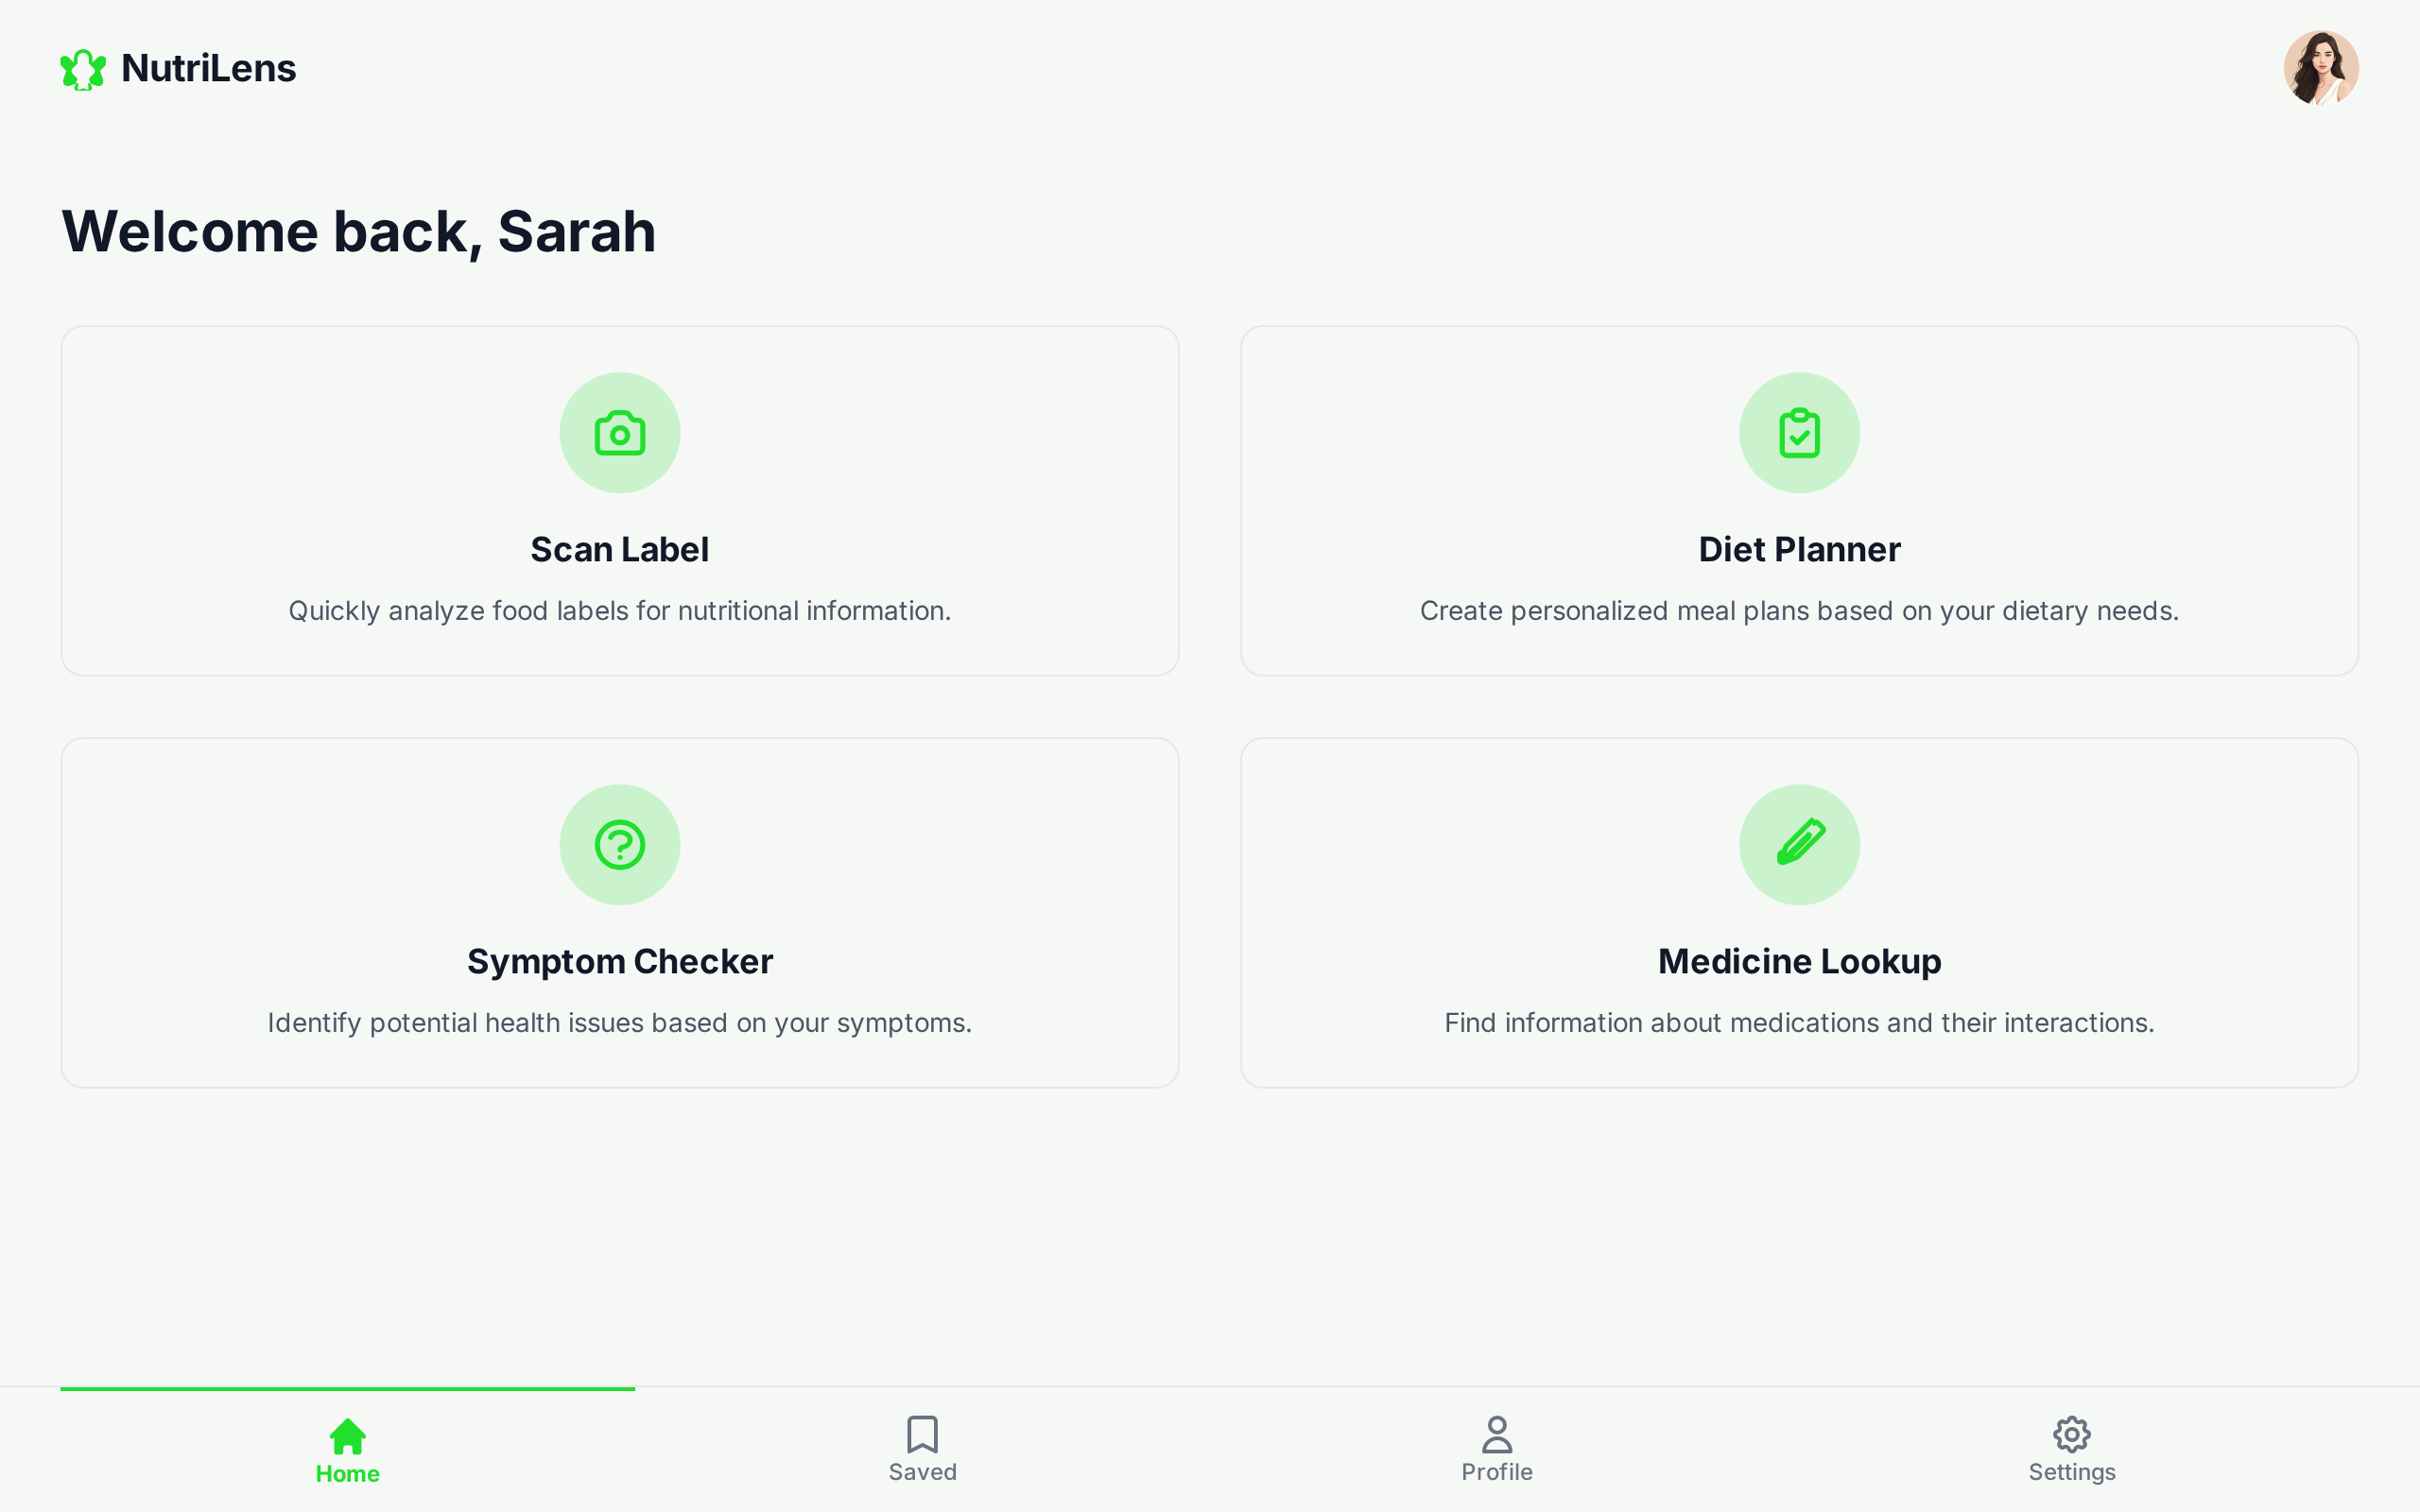 NutriLens
Welcome back, Sarah
Scan Label
Quickly analyze food labels for nutritional information.
Diet Planner
Create personalized meal plans based on your dietary needs.
Symptom Checker
Identify potential health issues based on your symptoms.
Medicine Lookup
Find information about medications and their interactions.
Home
Saved
Profile
Settings